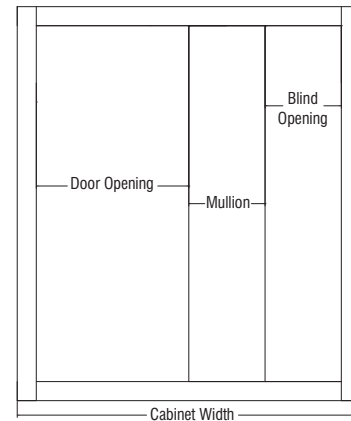 Blind
Opening
Door Opening
Mullion
Cabinet Width